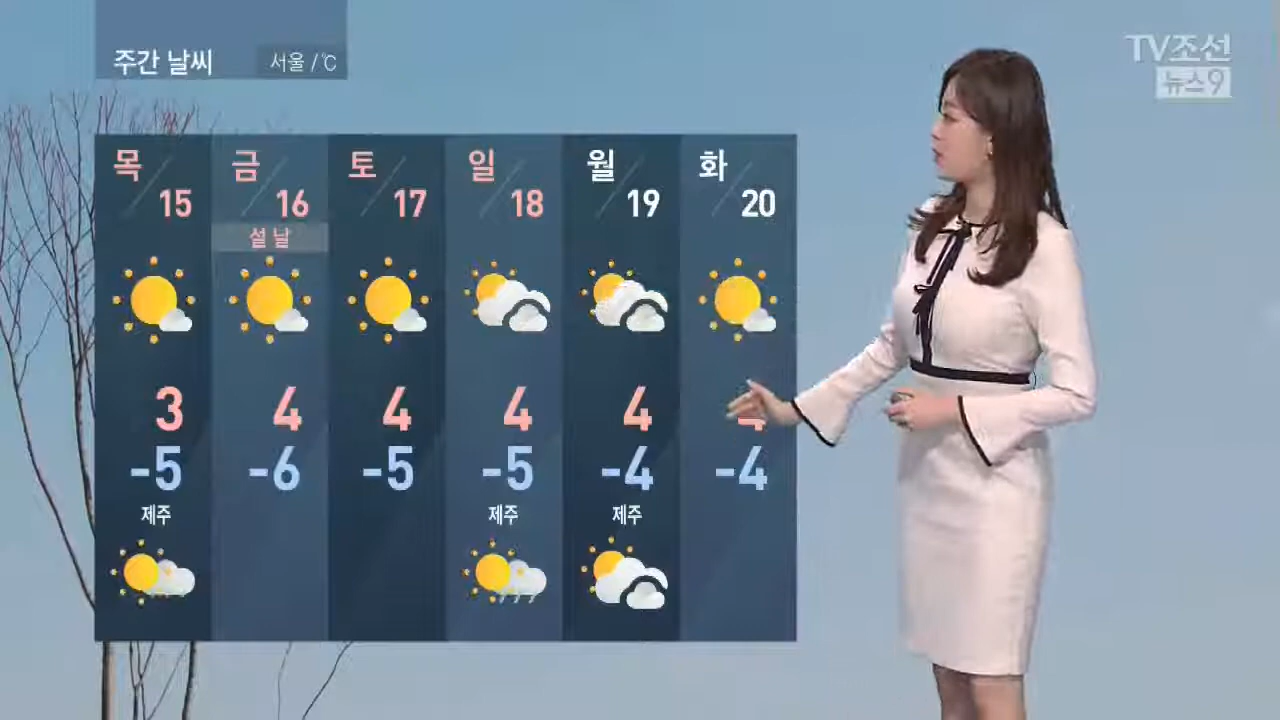 주간 날씨 서울 /℃
TV조선
뉴스9
목 금 토 일 월 화
15 16 17 18 19 20
설 날
3 4 4 4 4
-5 -6 -5 -5 -4 -4
제주 제주 제주